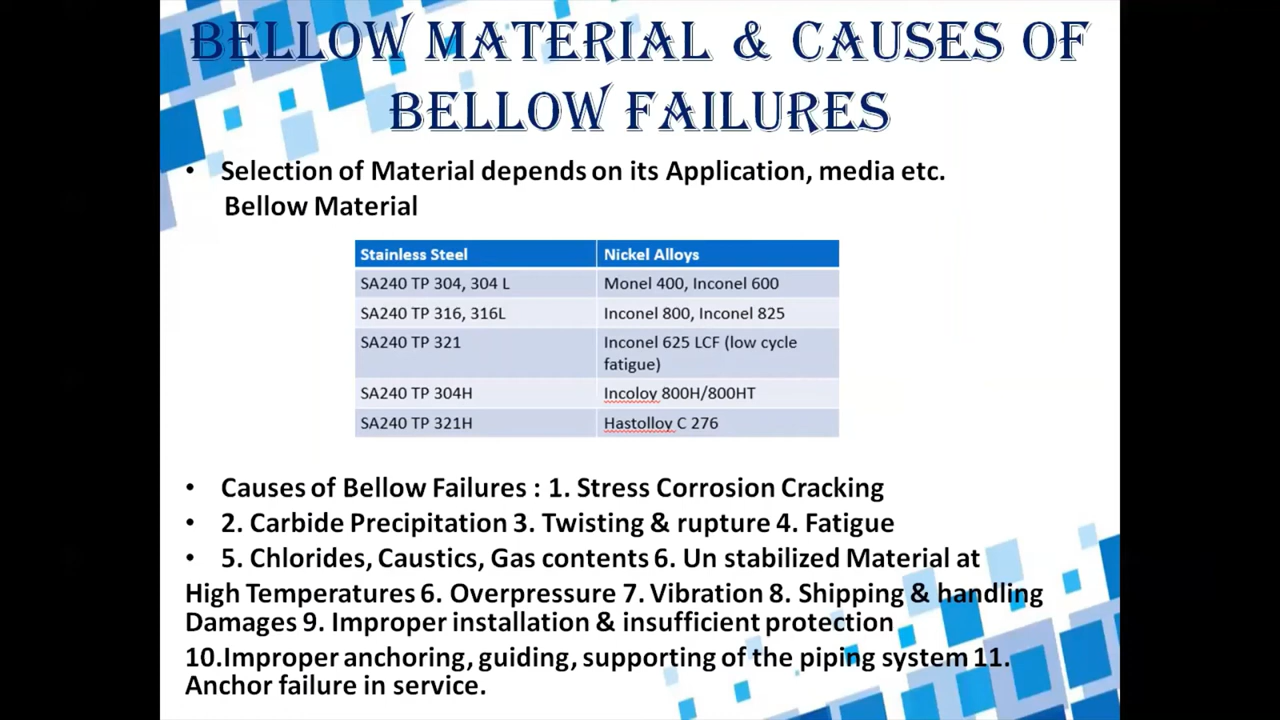 BELLOW MATERIAL & CAUSES OF
BELLOW FAILURES
• Selection of Material depends on its Application, media etc.
Bellow Material
Stainless Steel Nickel Alloys
SA240 TP 304, 304 L Monel 400, Inconel 600
SA240 TP 316, 316L Inconel 800, Inconel 825
SA240 TP 321 Inconel 625 LCF (low cycle
fatigue)
SA240 TP 304H Incoloy 800H/800HT
SA240 TP 321H Hastolloy C 276
• Causes of Bellow Failures : 1. Stress Corrosion Cracking
• 2. Carbide Precipitation 3. Twisting & rupture 4. Fatigue
• 5. Chlorides, Caustics, Gas contents 6. Un stabilized Material at
High Temperatures 6. Overpressure 7. Vibration 8. Shipping & handling
Damages 9. Improper installation & insufficient protection
10.Improper anchoring, guiding, supporting of the piping system 11.
Anchor failure in service.